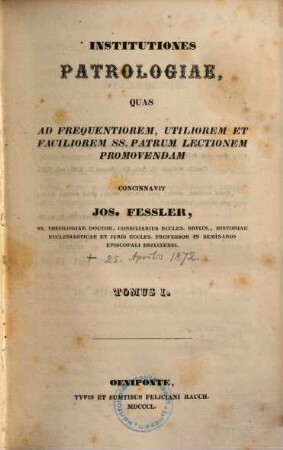 INSTITUTIONES
PATROLOGIAE,
QUAS
AD FREQUENTIOREM, UTILIOREM ET
FACILIOREM SS. PATRUM LECTIONEM
PROMOVENDAM
CONCINNAVIT
JOS. FESSLER,
SS. THEOLOGIAE DOCTOR, CONSILIARIUS ECCLES. BRIXIN., HISTORIAE
ECCLESIASTICAE ET JURIS ECCLES. PROFESSOR IN SEMINARIO
EPISCOPALI BRIXINENSI.
+ 25. Aprilis 1872.
TOMUS I.
OENIPONTE,
TYPIS ET SUMTIBUS FELICIANI RAUCH.
MDCCCL.